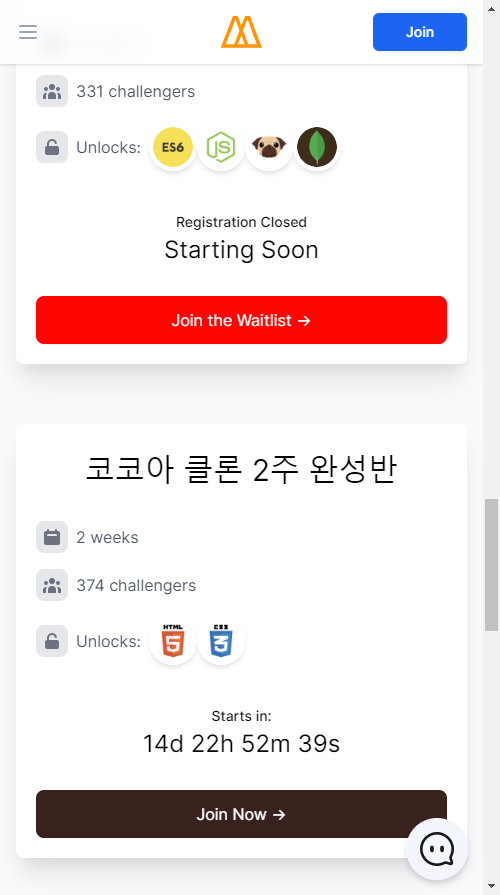 Join
331 challengers
Unlocks: ES6 JS
Registration Closed
Starting Soon
Join the Waitlist →
코코아 클론 2주 완성반
2 weeks
374 challengers
Unlocks: HTML 5 CSS 3
Starts in:
14d 22h 52m 39s
Join Now →